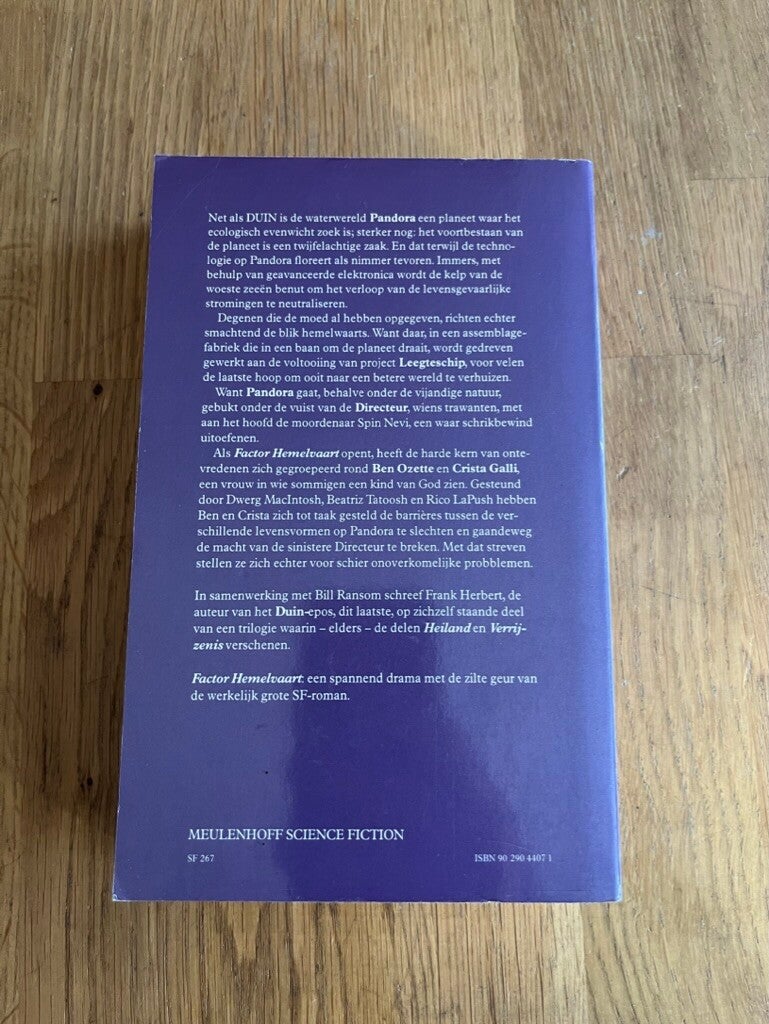 Net als DUIN is de waterwereld Pandora een planeet waar het
ecologisch evenwicht zoek is; sterker nog: het voortbestaan van
de planeet is een twijfelachtige zaak. En dat terwijl de techno-
logie op Pandora floreert als nimmer tevoren. Immers, met
behulp van geavanceerde elektronica wordt de kelp van de
woeste zeeën benut om het verloop van de levensgevaarlijke
stromingen te neutraliseren.
Degenen die de moed al hebben opgegeven, richten echter
smachtend de blik hemelwaarts. Want daar, in een assemblage-
fabriek die in een baan om de planeet draait, wordt gedreven
gewerkt aan de voltooiing van project Leegteschip, voor velen
de laatste hoop om ooit naar een betere wereld te verhuizen.
Want Pandora gaat, behalve onder de vijandige natuur,
gebukt onder de vuist van de Directeur, wiens trawanten, met
aan het hoofd de moordenaar Spin Nevi, een waar schrikbewind
uitoefenen.
Als Factor Hemelvaart opent, heeft de harde kern van onte-
vredenen zich gegroepeerd rond Ben Ozette en Crista Galli,
een vrouw in wie sommigen een kind van God zien. Gesteund
door Dwerg MacIntosh, Beatriz Tatoosh en Rico LaPush hebben
Ben en Crista zich tot taak gesteld de barrières tussen de ver-
schillende levensvormen op Pandora te slechten en gaandeweg
de macht van de sinistere Directeur te breken. Met dat streven
stellen ze zich echter voor schier onoverkomelijke probblemen.
In samenwerking met Bill Ransom schreef Frank Herbert, de
auteur van het Duin-epos, dit laatste, op zichzelf staande deel
van een trilogie waarin – elders – de delen Heiland en Verrij-
zenis verschenen.
Factor Hemelvaart: een spannend drama met de zilte geur van
de werkelijk grote SF-roman.
MEULENHOFF SCIENCE FICTION
SF 267
ISBN 90 290 4407 1